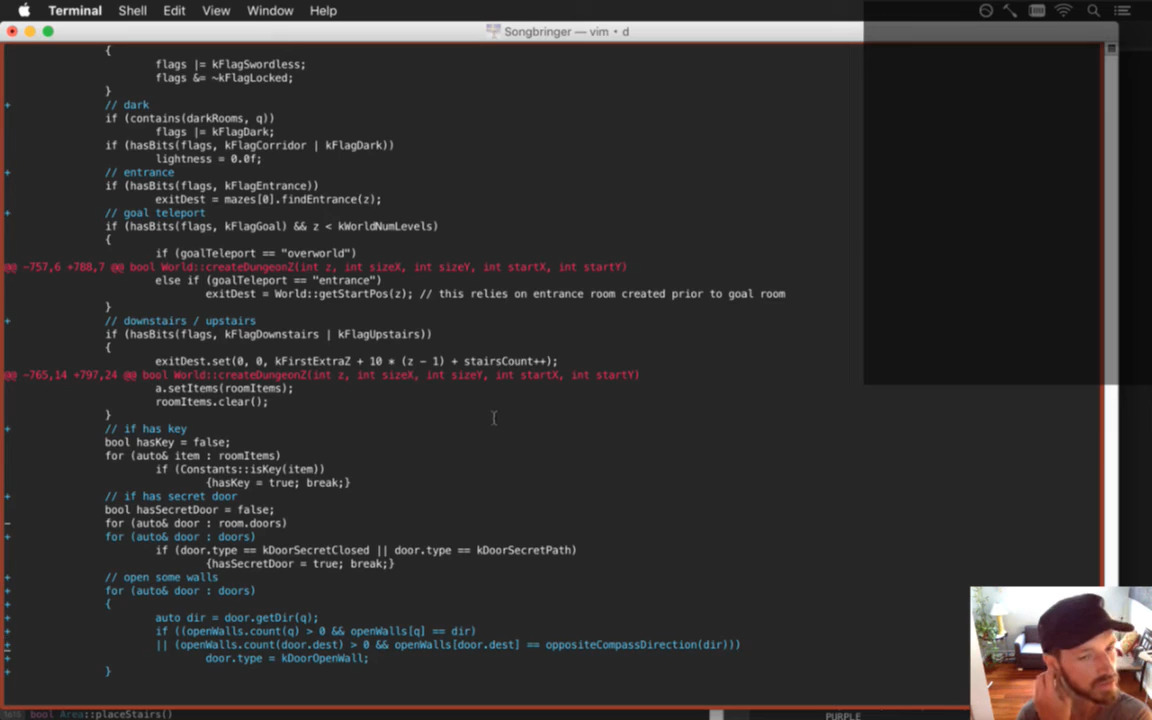 Terminal Shell Edit View Window Help
Songbringer — vim • d
{
flags |= kFlagSwordless;
flags &= ~kFlagLocked;
}
+ // dark
if (contains(darkRooms, q))
flags |= kFlagDark;
if (hasBits(flags, kFlagCorridor | kFlagDark))
lightness = 0.0f;
+ // entrance
if (hasBits(flags, kFlagEntrance))
exitDest = mazes[0].findEntrance(z);
+ // goal teleport
if (hasBits(flags, kFlagGoal) && z < kWorldNumLevels)
{
if (goalTeleport == "overworld")
@@ -757,6 +788,7 @@ bool World::createDungeonZ(int z, int sizeX, int sizeY, int startX, int startY)
else if (goalTeleport == "entrance")
exitDest = World::getStartPos(z); // this relies on entrance room created prior to goal room
}
+ // downstairs / upstairs
if (hasBits(flags, kFlagDownstairs | kFlagUpstairs))
{
exitDest.set(0, 0, kFirstExtraZ + 10 * (z - 1) + stairsCount++);
@@ -765,14 +797,24 @@ bool World::createDungeonZ(int z, int sizeX, int sizeY, int startX, int startY)
a.setItems(roomItems);
roomItems.clear();
}
+ // if has key
bool hasKey = false;
for (auto& item : roomItems)
if (Constants::isKey(item))
{hasKey = true; break;}
+ // if has secret door
bool hasSecretDoor = false;
- for (auto& door : room.doors)
+ for (auto& door : doors)
if (door.type == kDoorSecretClosed || door.type == kDoorSecretPath)
{hasSecretDoor = true; break;}
+ // open some walls
+ for (auto& door : doors)
+ {
+ auto dir = door.getDir(q);
+ if ((openWalls.count(q) > 0 && openWalls[q] == dir)
+ || (openWalls.count(door.dest) > 0 && openWalls[door.dest] == oppositeCompassDirection(dir)))
+ door.type = kDoorOpenWall;
+ }
bool Area::placeStairs()
PURPLE